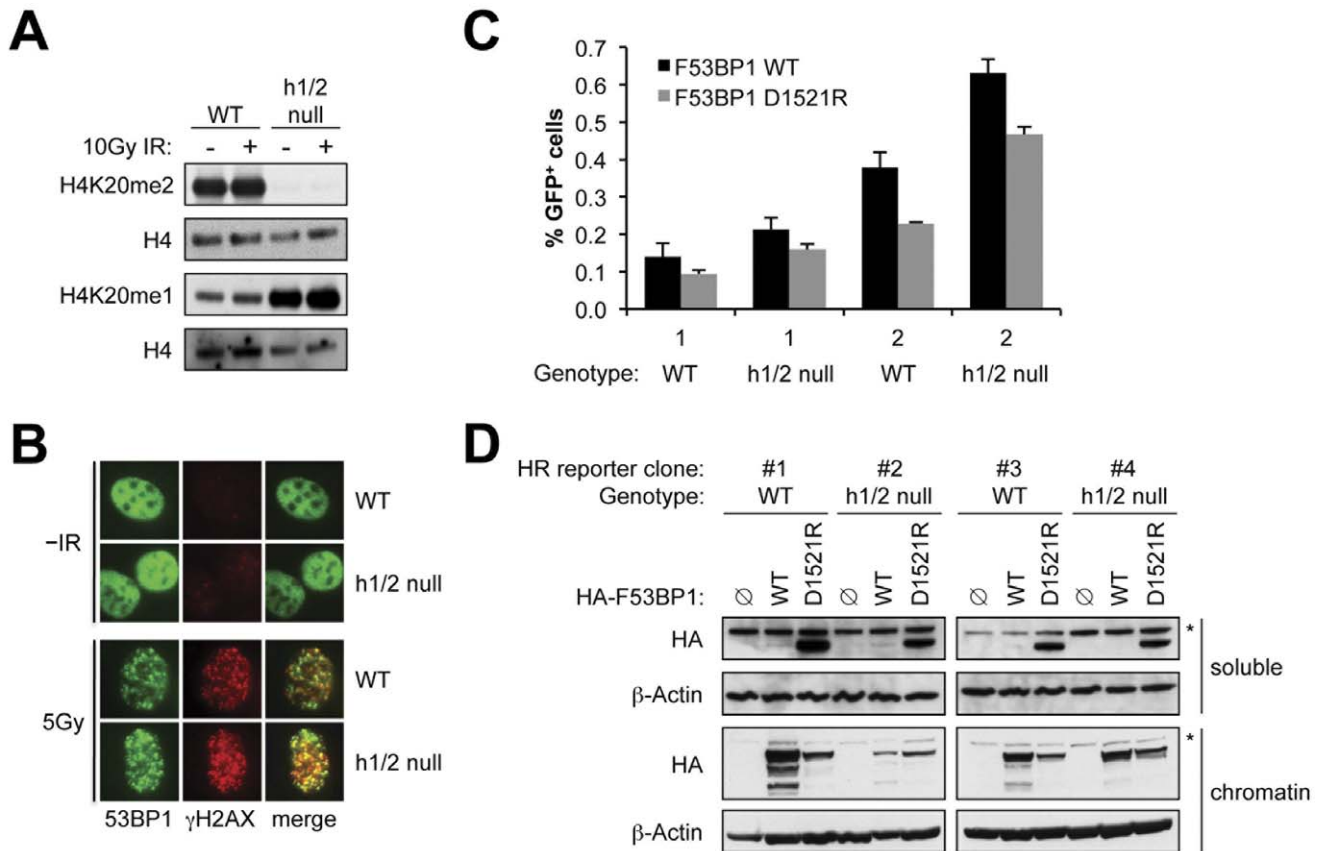 A
h1/2
WT null
10Gy IR: - + - +
H4K20me2
H4
H4K20me1
H4
B
−IR
WT
h1/2 null
5Gy
WT
h1/2 null
53BP1 γH2AX merge
C
% GFP⁺ cells
0.7
0.6
0.5
0.4
0.3
0.2
0.1
0.0
F53BP1 WT
F53BP1 D1521R
1 1 2 2
Genotype: WT h1/2 null WT h1/2 null
D
HR reporter clone: #1 #2 #3 #4
Genotype: WT h1/2 null WT h1/2 null
HA-F53BP1: ∅ WT D1521R ∅ WT D1521R ∅ WT D1521R ∅ WT D1521R
HA *
β-Actin
soluble
HA *
β-Actin
chromatin